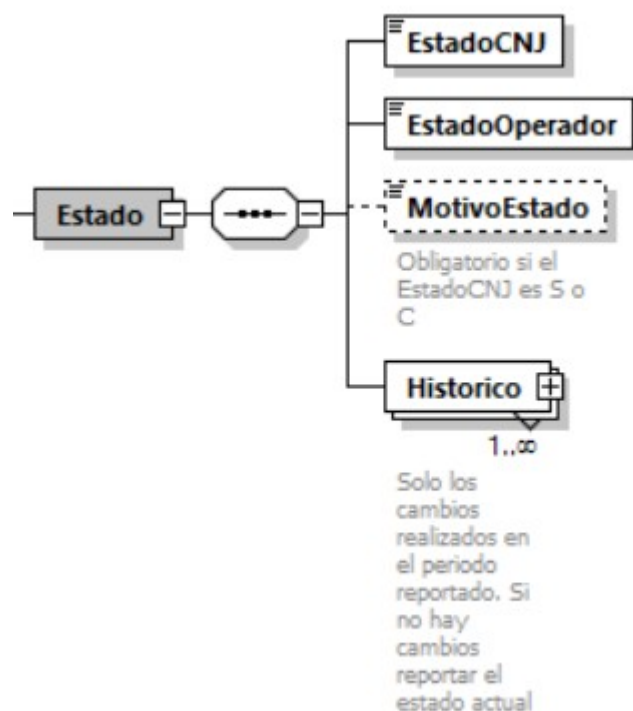 EstadoCNJ
EstadoOperador
Estado
MotivoEstado
Obligatorio si el
EstadoCNJ es S o
C
Historico
1..∞
Solo los
cambios
realizados en
el periodo
reportado. Si
no hay
cambios
reportar el
estado actual